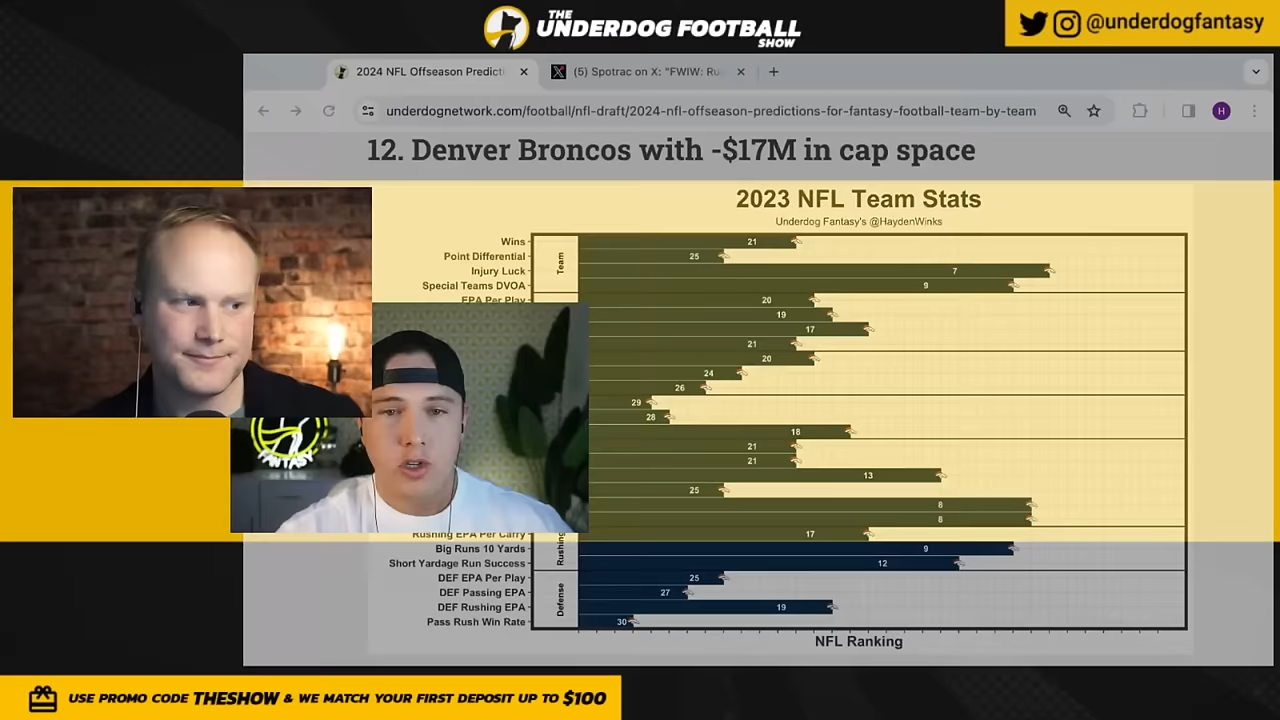 THE
UNDERDOG FOOTBALL
SHOW
@underdogfantasy
2024 NFL Offseason Predicti
(5) Spotrac on X: "FWIW: Ru
underdognetwork.com/football/nfl-draft/2024-nfl-offseason-predictions-for-fantasy-football-team-by-team
H
12. Denver Broncos with -$17M in cap space
2023 NFL Team Stats
Underdog Fantasy's @HaydenWinks
Wins 21
Point Differential 25
Injury Luck 7
Special Teams DVOA 9
Team
EPA Per Play 20
19
17
21
20
24
26
29
28
18
21
21
13
25
8
8
Rushing EPA Per Carry 17
Big Runs 10 Yards 9
Short Yardage Run Success 12
Rushing
DEF EPA Per Play 25
DEF Passing EPA 27
DEF Rushing EPA 19
Pass Rush Win Rate 30
Defense
NFL Ranking
FANTASY
USE PROMO CODE THESHOW & WE MATCH YOUR FIRST DEPOSIT UP TO $100